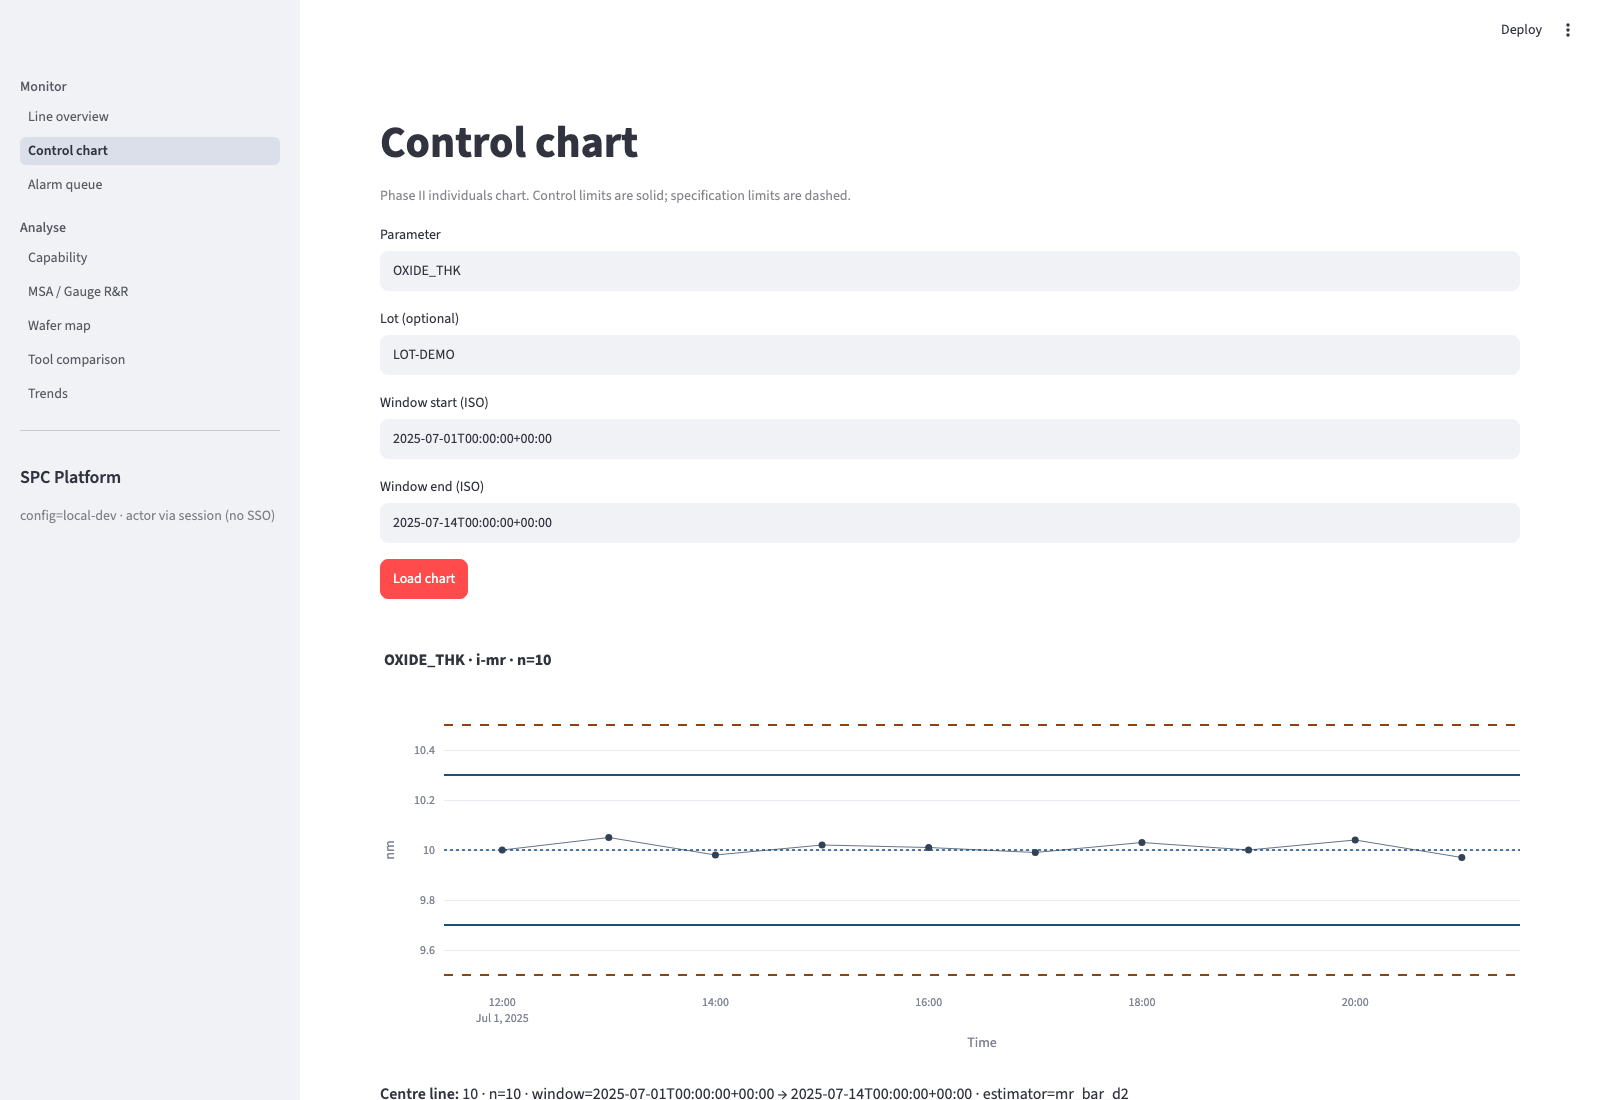 Deploy
Monitor
Line overview
Control chart
Alarm queue
Analyse
Capability
MSA / Gauge R&R
Wafer map
Tool comparison
Trends
SPC Platform
config=local-dev · actor via session (no SSO)
Control chart
Phase II individuals chart. Control limits are solid; specification limits are dashed.
Parameter
OXIDE_THK
Lot (optional)
LOT-DEMO
Window start (ISO)
2025-07-01T00:00:00+00:00
Window end (ISO)
2025-07-14T00:00:00+00:00
Load chart
OXIDE_THK · i-mr · n=10
10.4
10.2
10
9.8
9.6
nm
12:00 14:00 16:00 18:00 20:00
Jul 1, 2025
Time
Centre line: 10 · n=10 · window=2025-07-01T00:00:00+00:00 → 2025-07-14T00:00:00+00:00 · estimator=mr_bar_d2